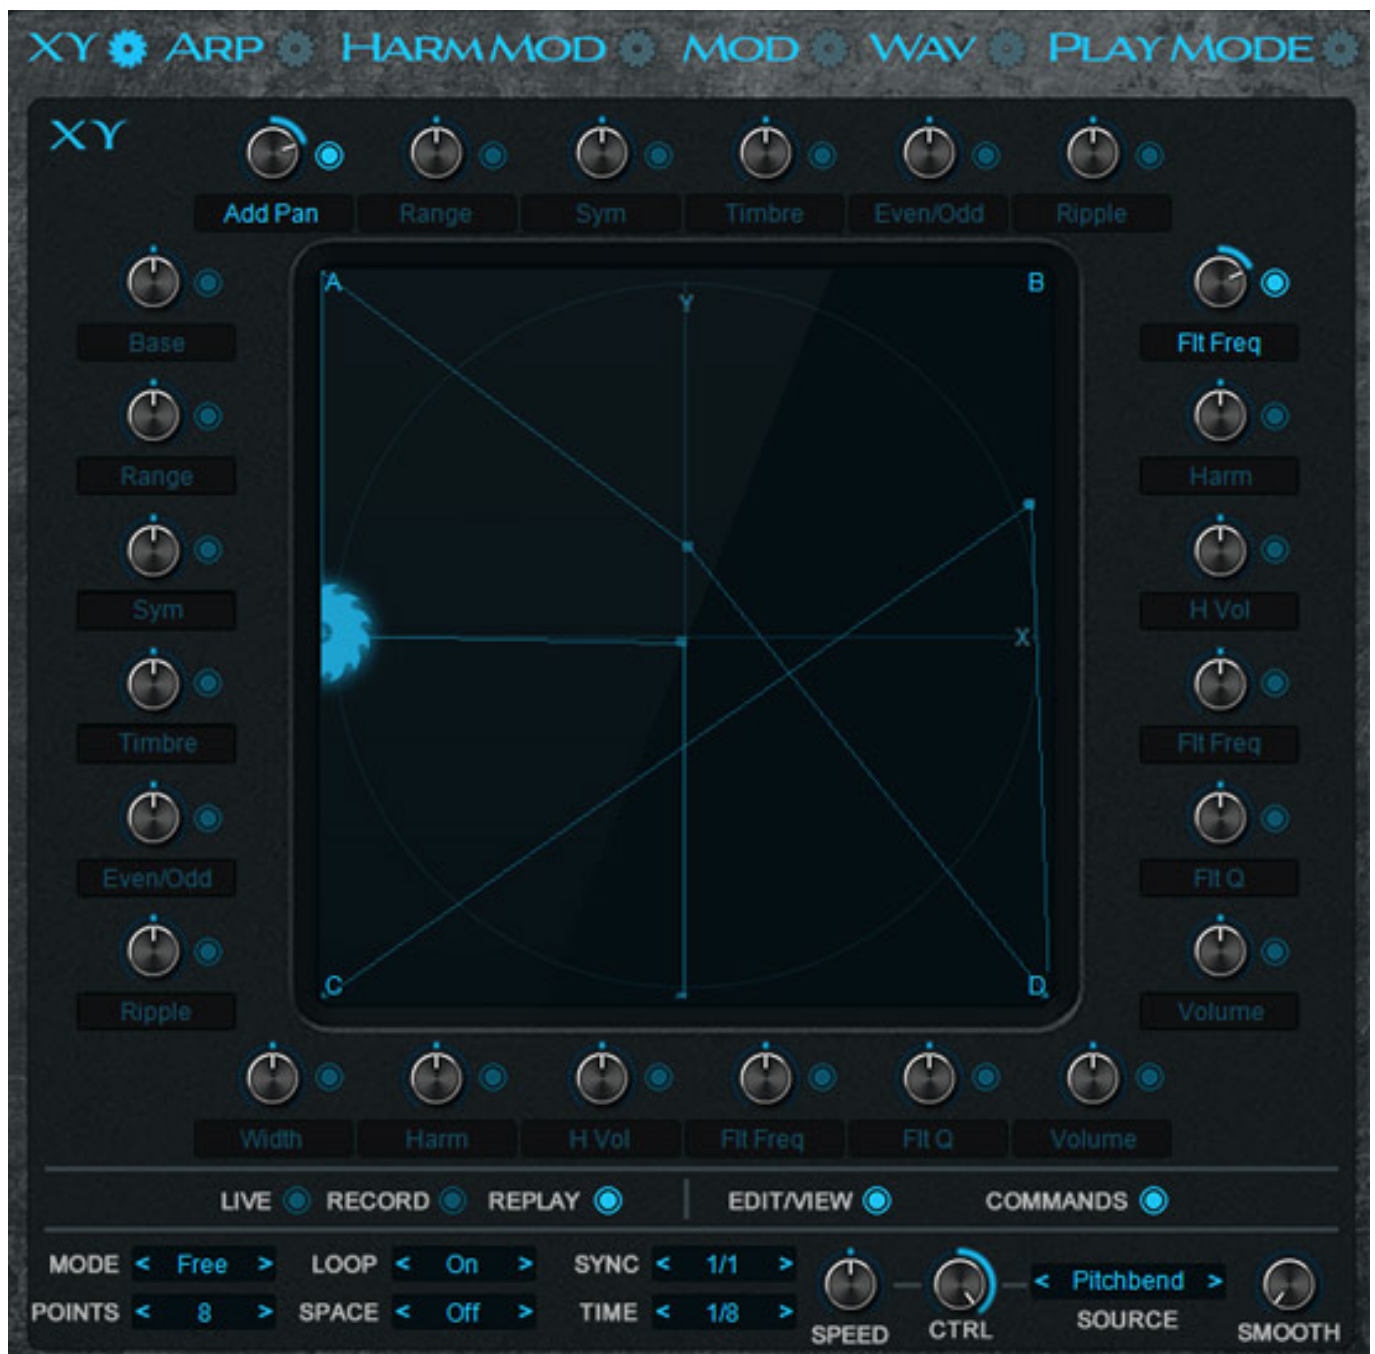 XY ARP HARM MOD MOD WAV PLAY MODE
XY
Add Pan Range Sym Timbre Even/Odd Ripple
A Y B
Base Flt Freq
Range Harm
Sym H Vol
X
Timbre Flt Freq
Even/Odd Flt Q
C D
Ripple Volume
Width Harm H Vol Flt Freq Flt Q Volume
LIVE RECORD REPLAY | EDIT/VIEW COMMANDS
MODE < Free > LOOP < On > SYNC < 1/1 > < Pitchbend >
POINTS < 8 > SPACE < Off > TIME < 1/8 > SOURCE
SPEED CTRL SMOOTH